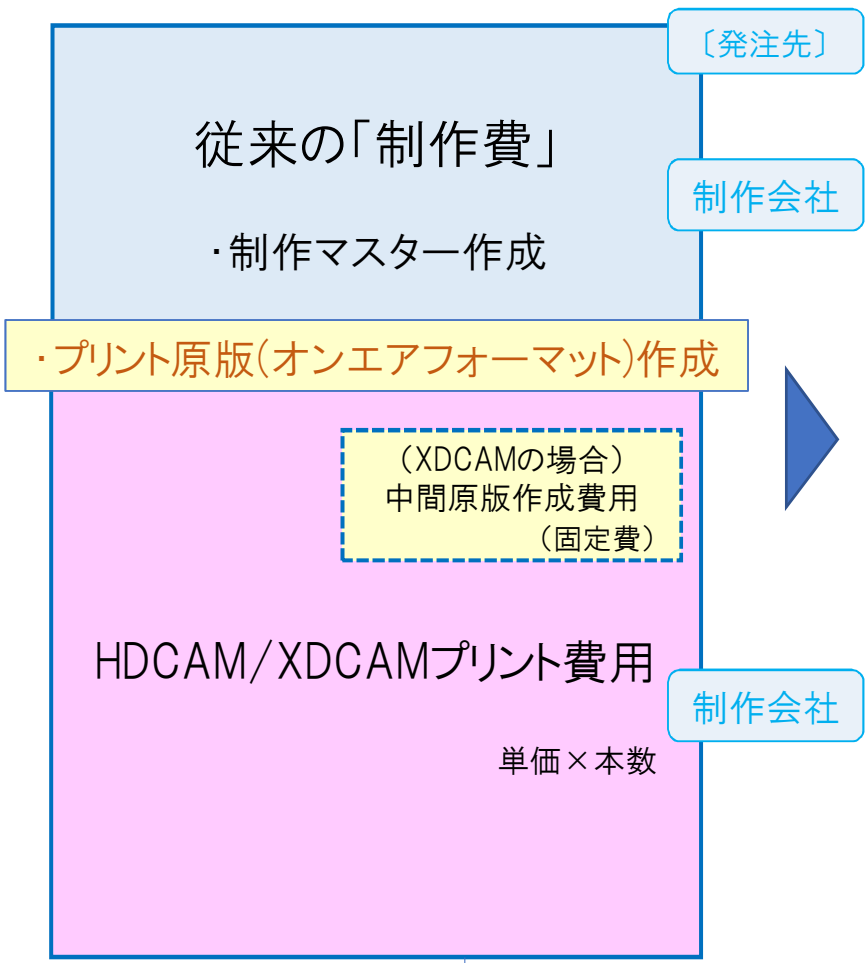 〔発注先〕
従来の「制作費」
制作会社
・制作マスター作成
・プリント原版(オンエアフォーマット)作成
（XDCAMの場合）
中間原版作成費用
（固定費）
HDCAM/XDCAMプリント費用
制作会社
単価×本数